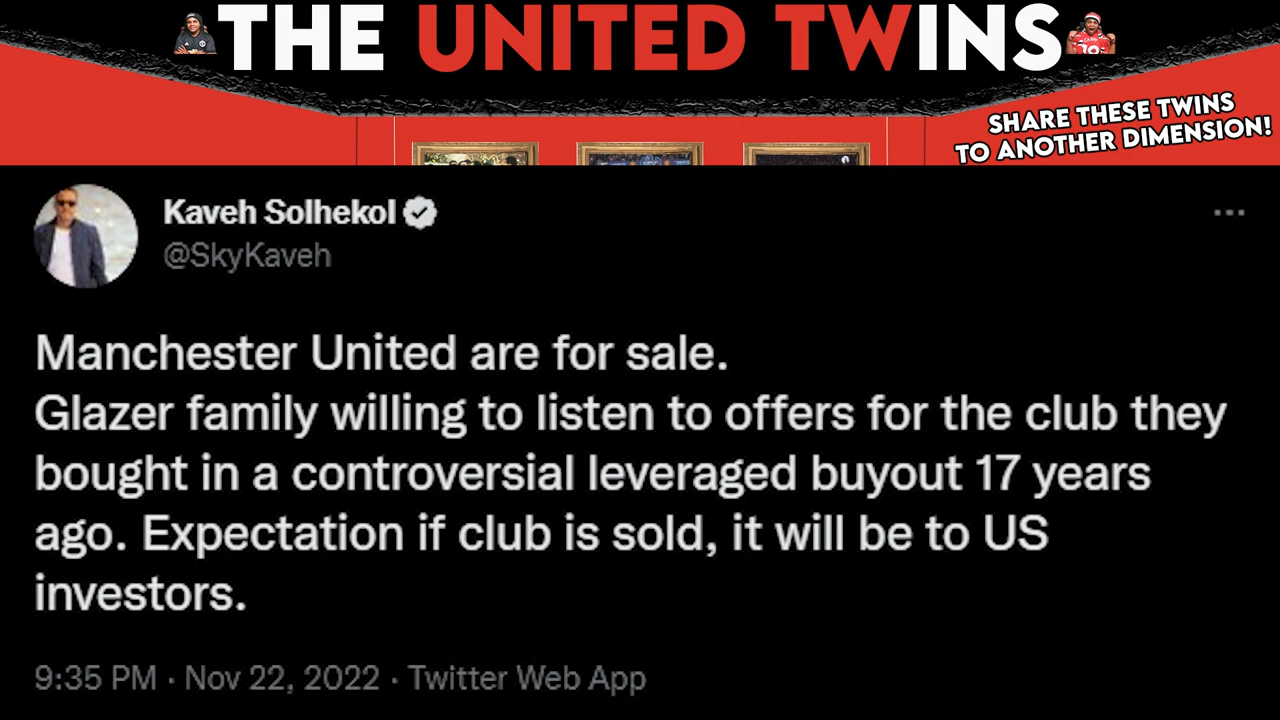 THE UNITED TWINS
SHARE THESE TWINS
TO ANOTHER DIMENSION!
Kaveh Solhekol
@SkyKaveh
Manchester United are for sale.
Glazer family willing to listen to offers for the club they
bought in a controversial leveraged buyout 17 years
ago. Expectation if club is sold, it will be to US
investors.
9:35 PM · Nov 22, 2022 · Twitter Web App